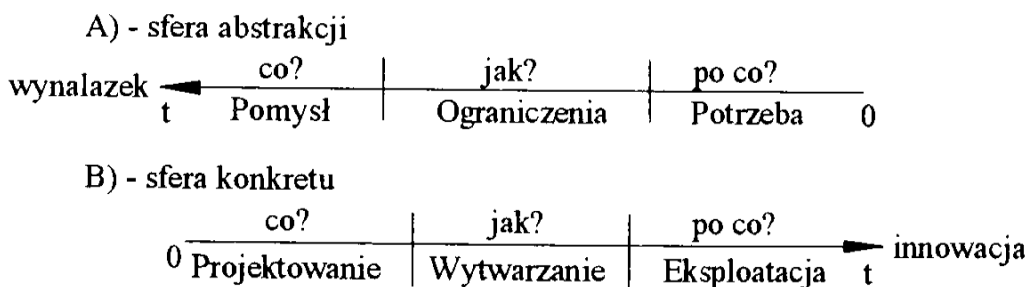 A) - sfera abstrakcji
co? jak? po co?
wynalazek
t Pomysł Ograniczenia Potrzeba 0
B) - sfera konkretu
co? jak? po co?
innowacja
0 Projektowanie Wytwarzanie Eksploatacja t